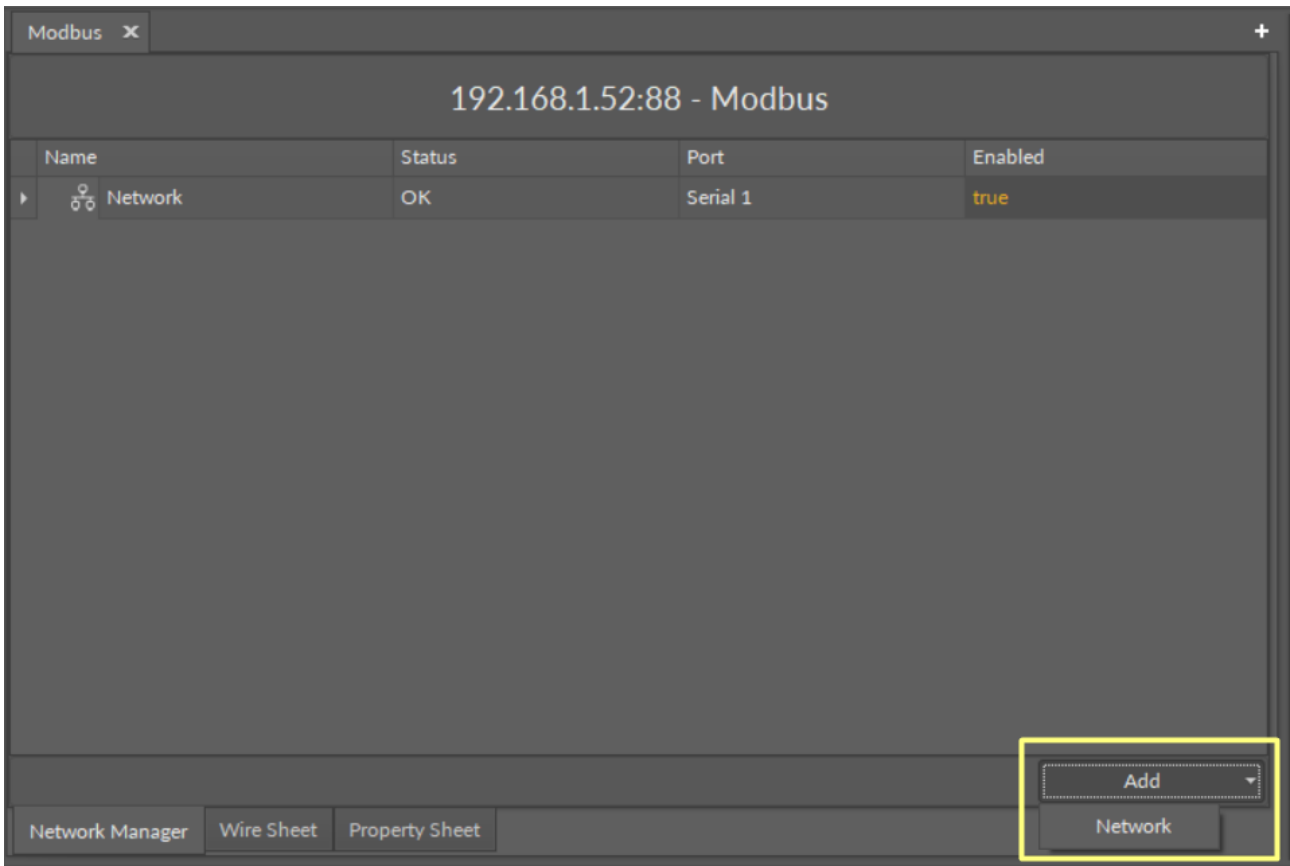 Modbus
192.168.1.52:88 - Modbus
Name Status Port Enabled
Network OK Serial 1 true
Add
Network Manager Wire Sheet Property Sheet Network